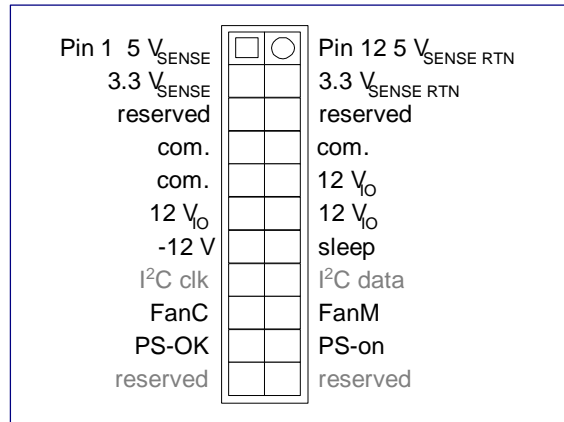 Pin 1 5 VSENSE Pin 12 5 VSENSE RTN
3.3 VSENSE 3.3 VSENSE RTN
reserved reserved
com. com.
com. 12 VIO
12 VIO 12 VIO
-12 V sleep
I²C clk I²C data
FanC FanM
PS-OK PS-on
reserved reserved